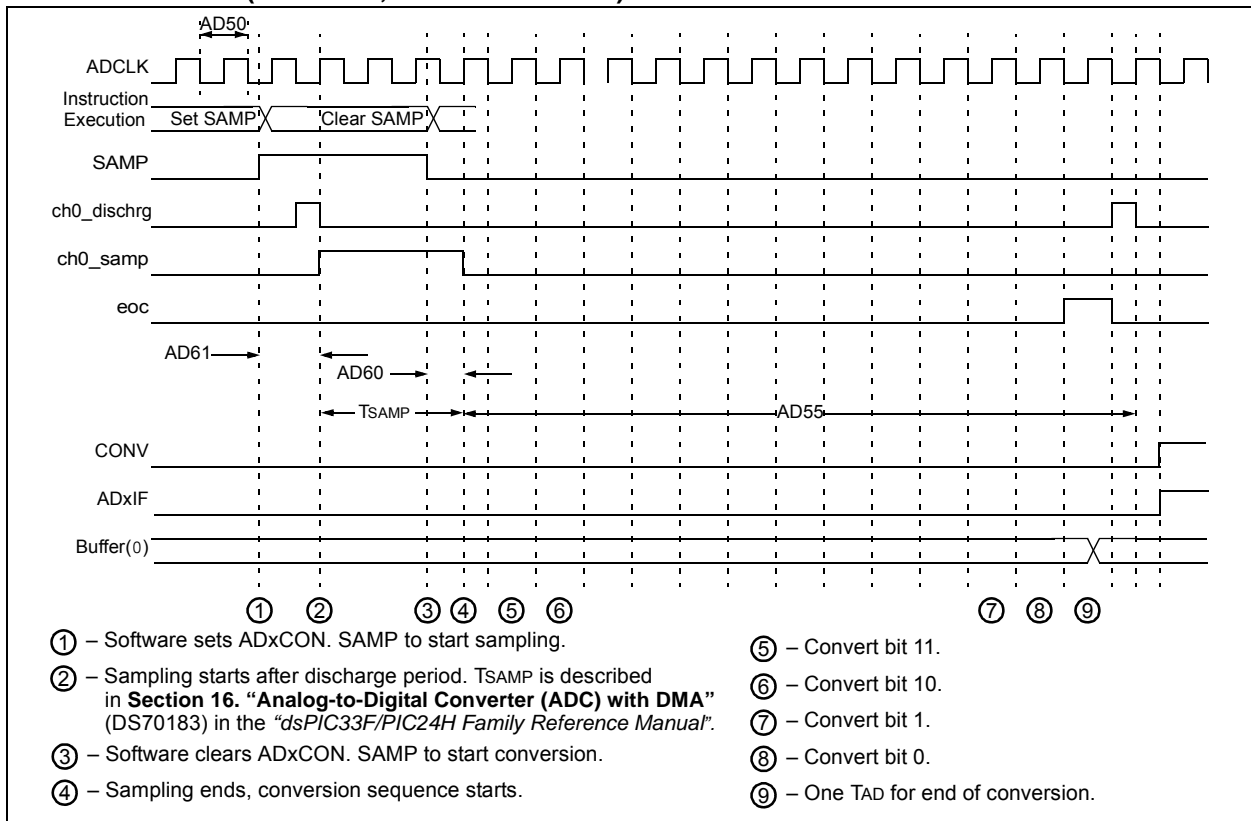 AD50
ADCLK
Instruction
Execution
Set SAMP
Clear SAMP
SAMP
ch0_dischrg
ch0_samp
eoc
AD61
AD60
TSAMP
AD55
CONV
ADxIF
Buffer(0)
1 2 3 4 5 6 7 8 9
1 – Software sets ADxCON. SAMP to start sampling.
2 – Sampling starts after discharge period. TSAMP is described
in Section 16. “Analog-to-Digital Converter (ADC) with DMA”
(DS70183) in the “dsPIC33F/PIC24H Family Reference Manual”.
3 – Software clears ADxCON. SAMP to start conversion.
4 – Sampling ends, conversion sequence starts.
5 – Convert bit 11.
6 – Convert bit 10.
7 – Convert bit 1.
8 – Convert bit 0.
9 – One TAD for end of conversion.